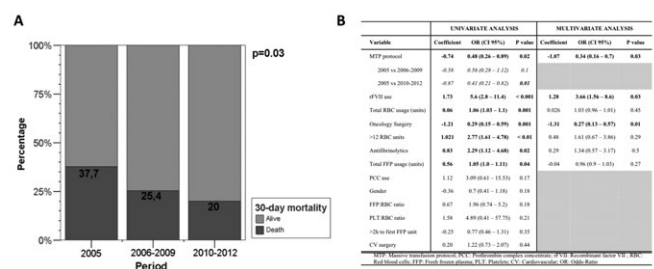 A
100%
p=0.03
75%
Percentage
50%
37,7
25%
25,4
20
30-day mortality
Alive
Death
0%
2005
2006-2009
2010-2012
Period
B
UNIVARIATE ANALYSIS MULTIVARIATE ANALYSIS
Variable Coefficient OR (CI 95%) P value Coefficient OR (CI 95%) P value
MTP protocol -0.74 0.48 (0.26 – 0.89) 0.02 -1.07 0.34 (0.16 – 0.7) 0.03
2005 vs 2006-2009 -0.58 0.56 (0.28 – 1.12) 0.1
2005 vs 2010-2012 -0.87 0.41 (0.21 – 0.82) 0.01
rFVII use 1.73 5.6 (2.8 – 11.4) < 0.001 1.28 3.66 (1.56 – 8.6) 0.03
Total RBC usage (units) 0.06 1.06 (1.03 – 1.1) 0.001 0.026 1.03 (0.96 – 1.01) 0.45
Oncology Surgery -1.21 0.29 (0.15 – 0.59) 0.001 -1.31 0.27 (0.13 – 0.57) 0.01
>12 RBC units 1.021 2.77 (1.61 – 4.78) < 0.01 0.48 1.61 (0.67 – 3.86) 0.29
Antifibrinolytics 0.83 2.29 (1.12 – 4.68) 0.02 0.29 1.34 (0.57 – 3.17) 0.5
Total FFP usage (units) 0.56 1.05 (1.0 – 1.11) 0.04 -0.04 0.96 (0.9 – 1.03) 0.27
PCC use 1.12 3.09 (0.61 – 15.53) 0.17
Gender -0.36 0.7 (0.41 – 1.18) 0.18
FFP RBC ratio 0.67 1.96 (0.74 – 5.2) 0.18
PLT RBC ratio 1.58 4.89 (0.41 – 57.75) 0.21
>2h to first FFP unit -0.25 0.77 (0.46 – 1.31) 0.35
CV surgery 0.20 1.22 (0.73 – 2.07) 0.44
MTP: Massive transfusion protocol; PCC: Prothrombin complex concentrate; rFVII: Recombinant factor VII; RBC:
Red blood cells; FFP: Fresh frozen plasma; PLT: Platelets; CV: Cardiovascular; OR: Odds Ratio